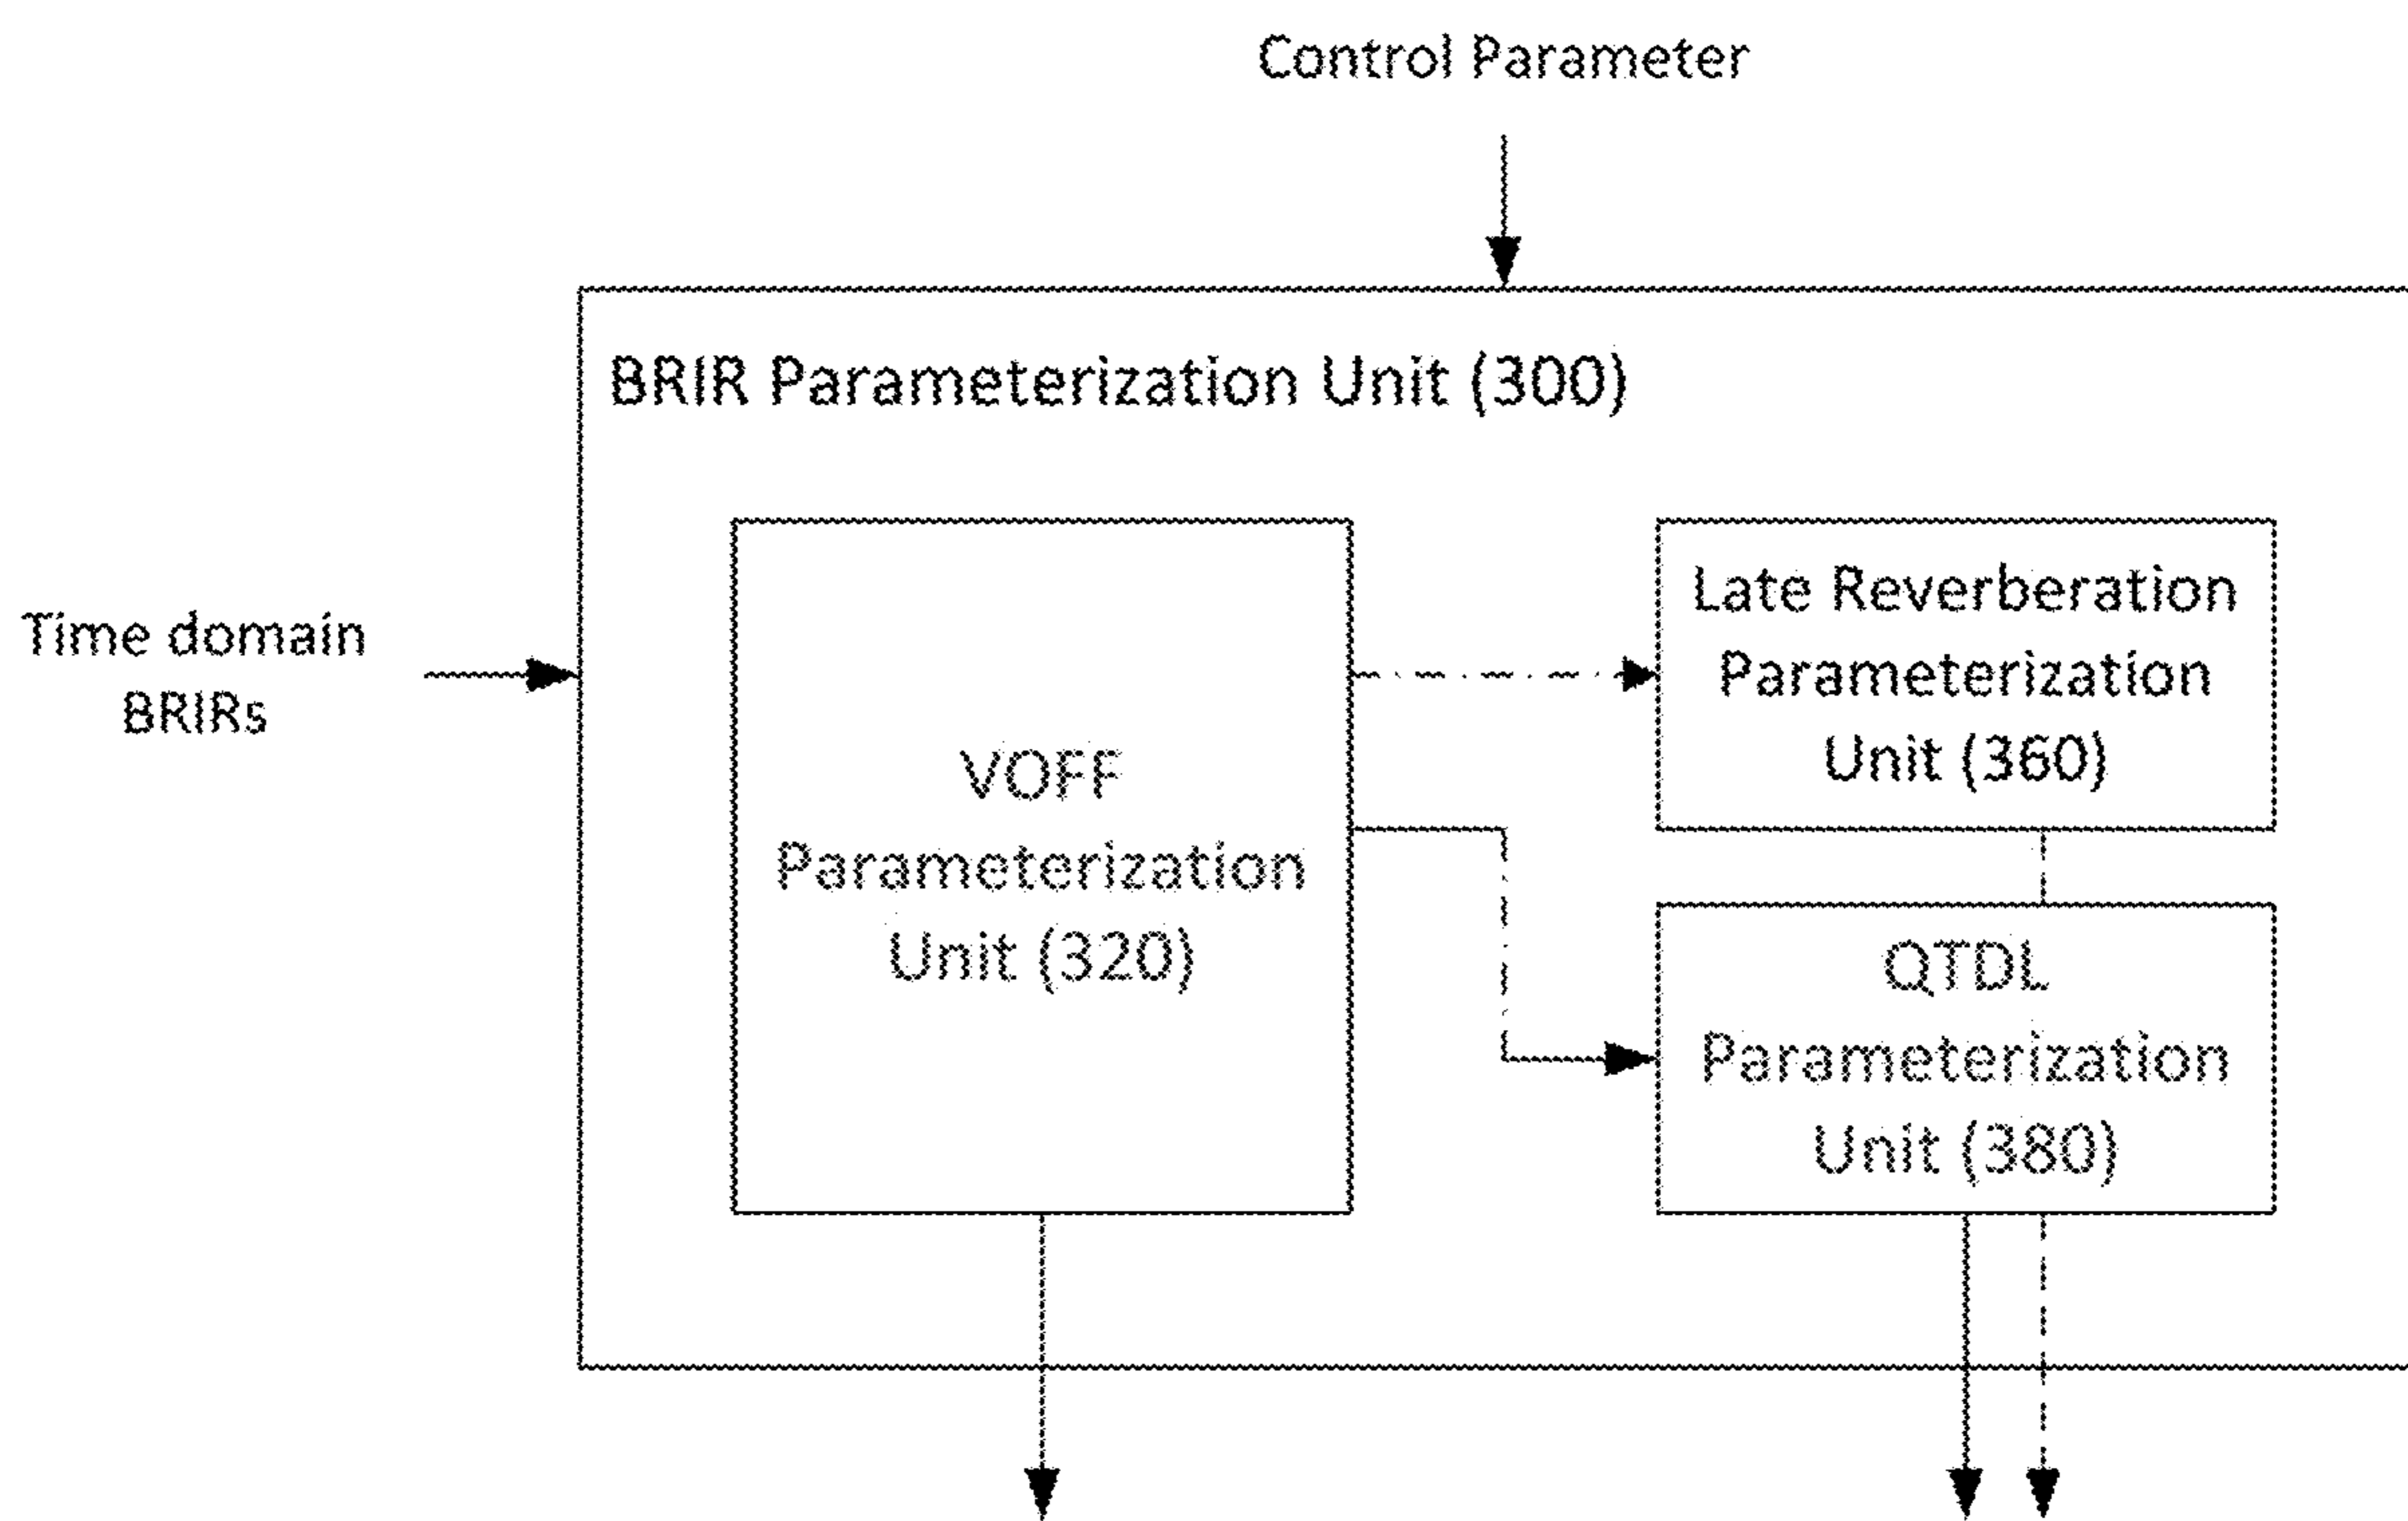 Control Parameter
BRIR Parameterization Unit (300)
Time domain
BRIRs
VOFF
Parameterization
Unit (320)
Late Reverberation
Parameterization
Unit (360)
QTDL
Parameterization
Unit (380)